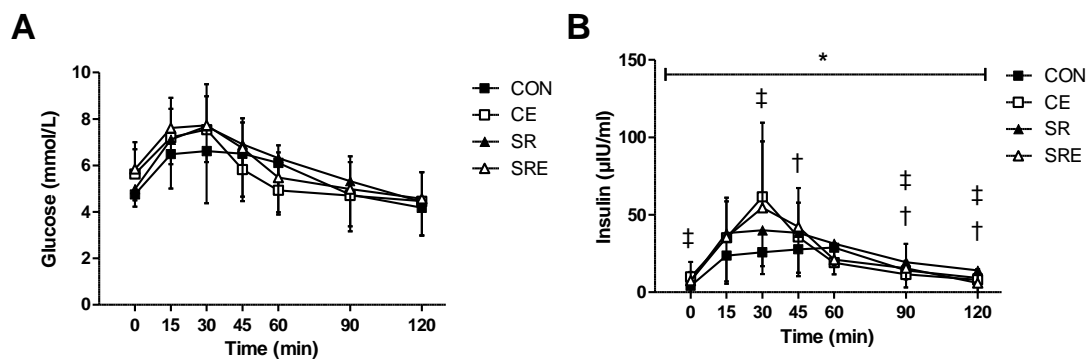 A
Glucose (mmol/L)
10
8
6
4
2
0
0 15 30 45 60 90 120
Time (min)
CON
CE
SR
SRE
B
Insulin (µIU/ml)
150
100
50
0
*
‡
‡
†
‡
†
‡
†
0 15 30 45 60 90 120
Time (min)
CON
CE
SR
SRE